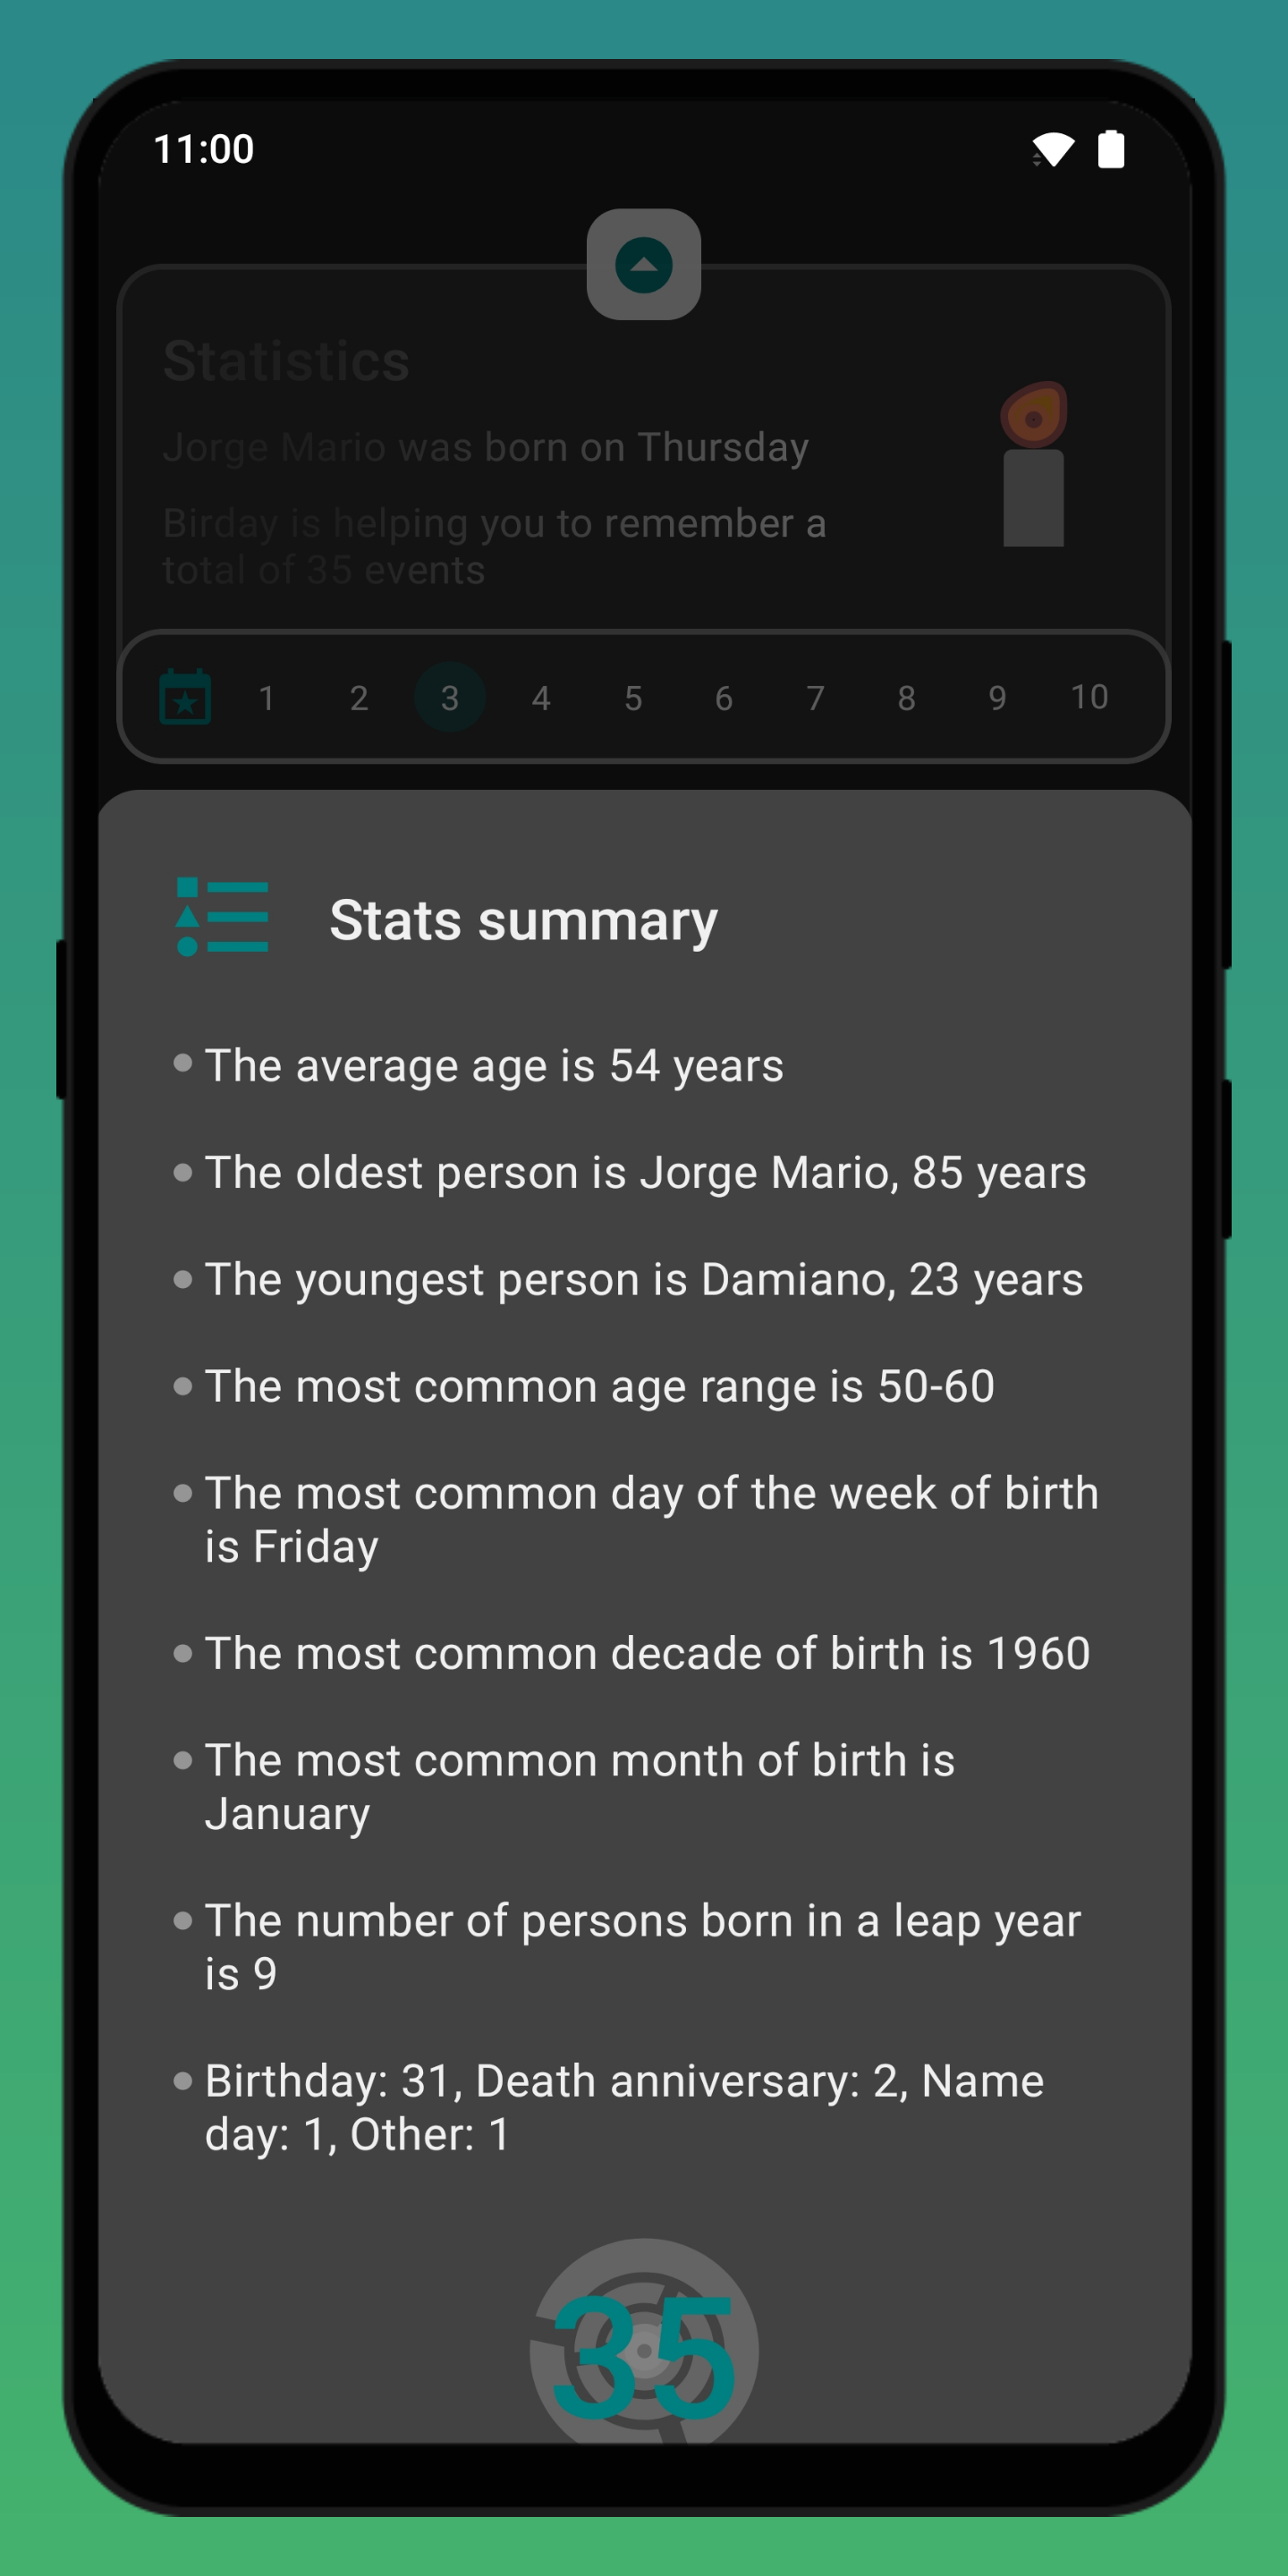 11:00
Statistics
Jorge Mario was born on Thursday
Birday is helping you to remember a
total of 35 events
1 2 3 4 5 6 7 8 9 10
Stats summary
The average age is 54 years
The oldest person is Jorge Mario, 85 years
The youngest person is Damiano, 23 years
The most common age range is 50-60
The most common day of the week of birth
is Friday
The most common decade of birth is 1960
The most common month of birth is
January
The number of persons born in a leap year
is 9
Birthday: 31, Death anniversary: 2, Name
day: 1, Other: 1
35